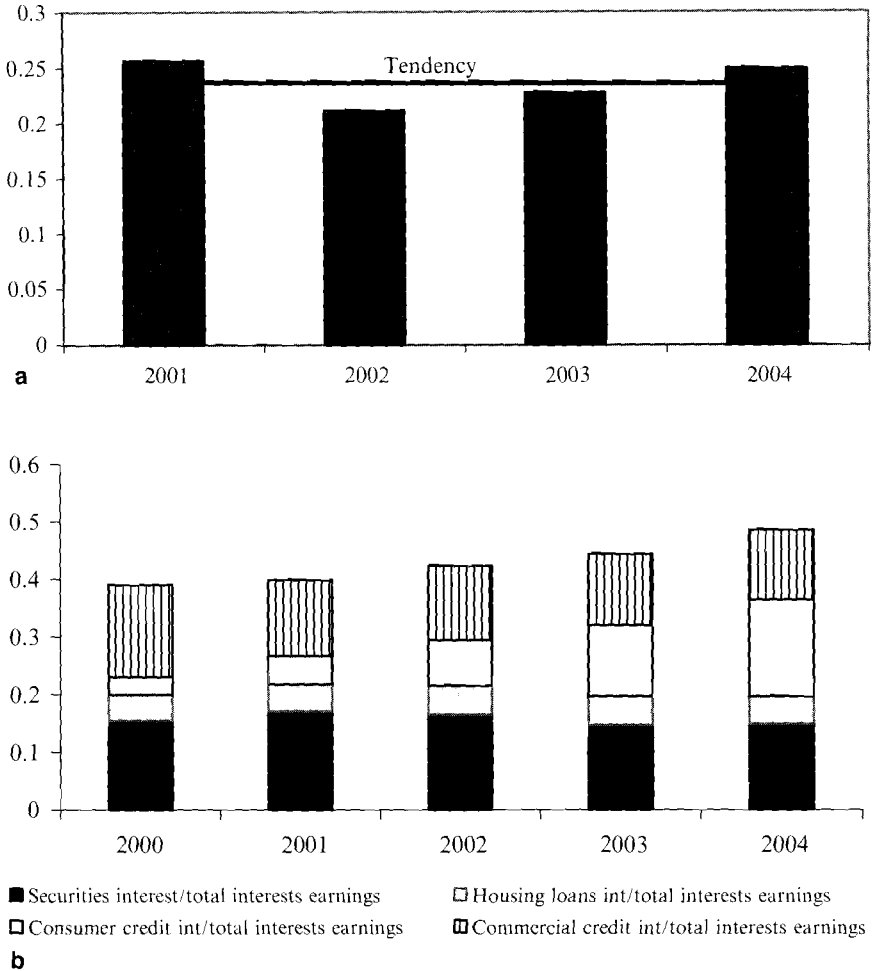 0.3
0.25
0.2
0.15
0.1
0.05
0
Tendency
2001 2002 2003 2004
a
0.6
0.5
0.4
0.3
0.2
0.1
0
2000 2001 2002 2003 2004
Securities interest/total interests earnings Housing loans int/total interests earnings
Consumer credit int/total interests earnings Commercial credit int/total interests earnings
b